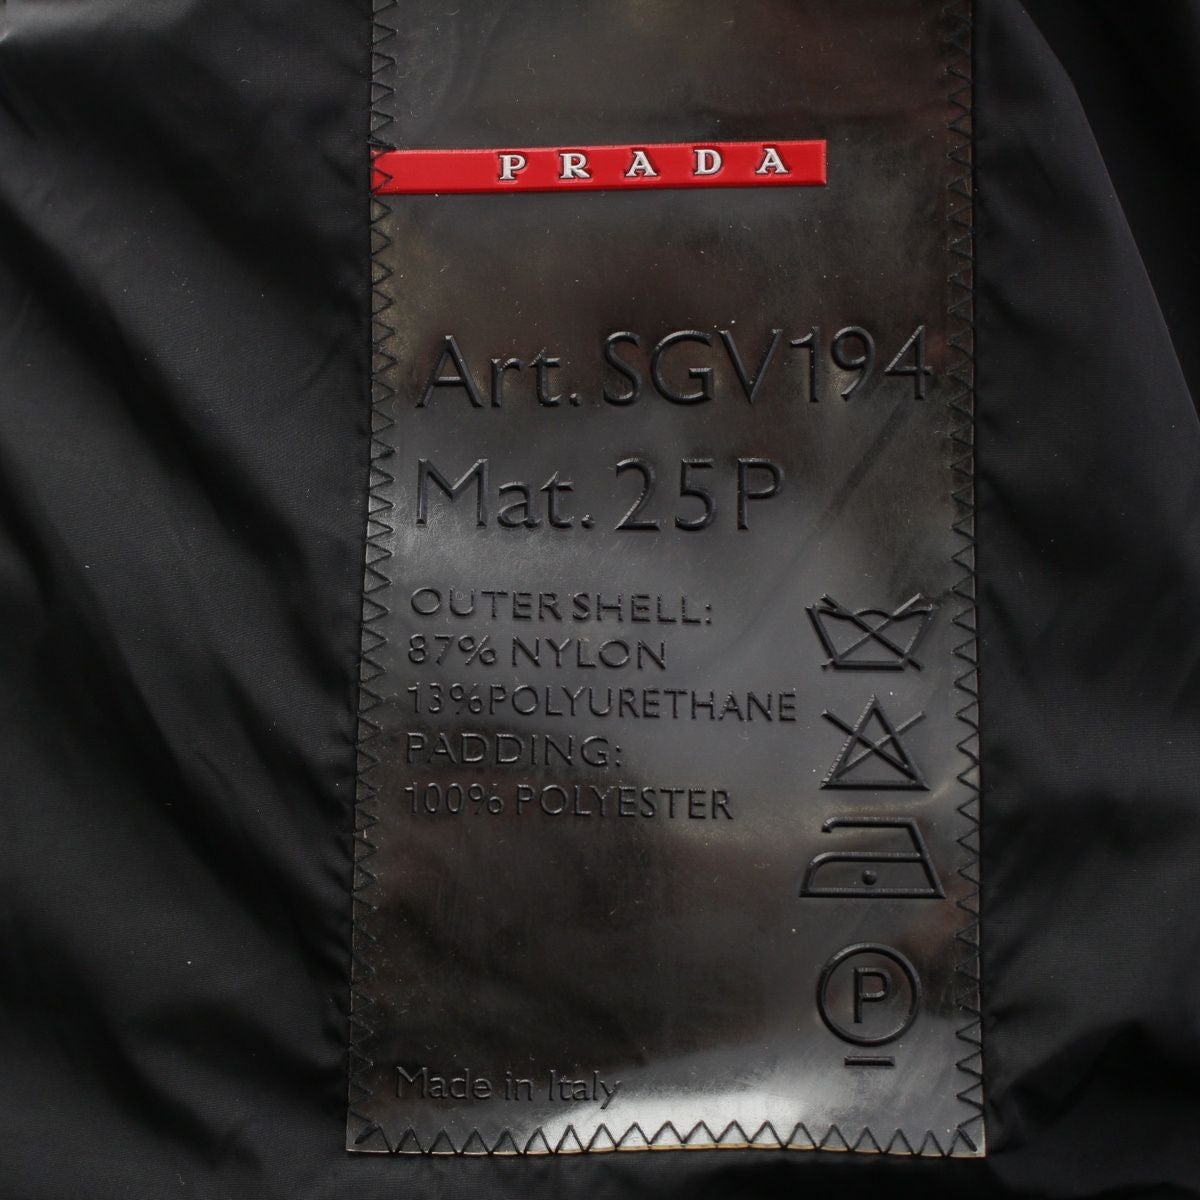 PRADA
Art. SGV194
Mat. 25P
OUTER SHELL:
87% NYLON
13% POLYURETHANE
PADDING:
100% POLYESTER
P
Made in Italy